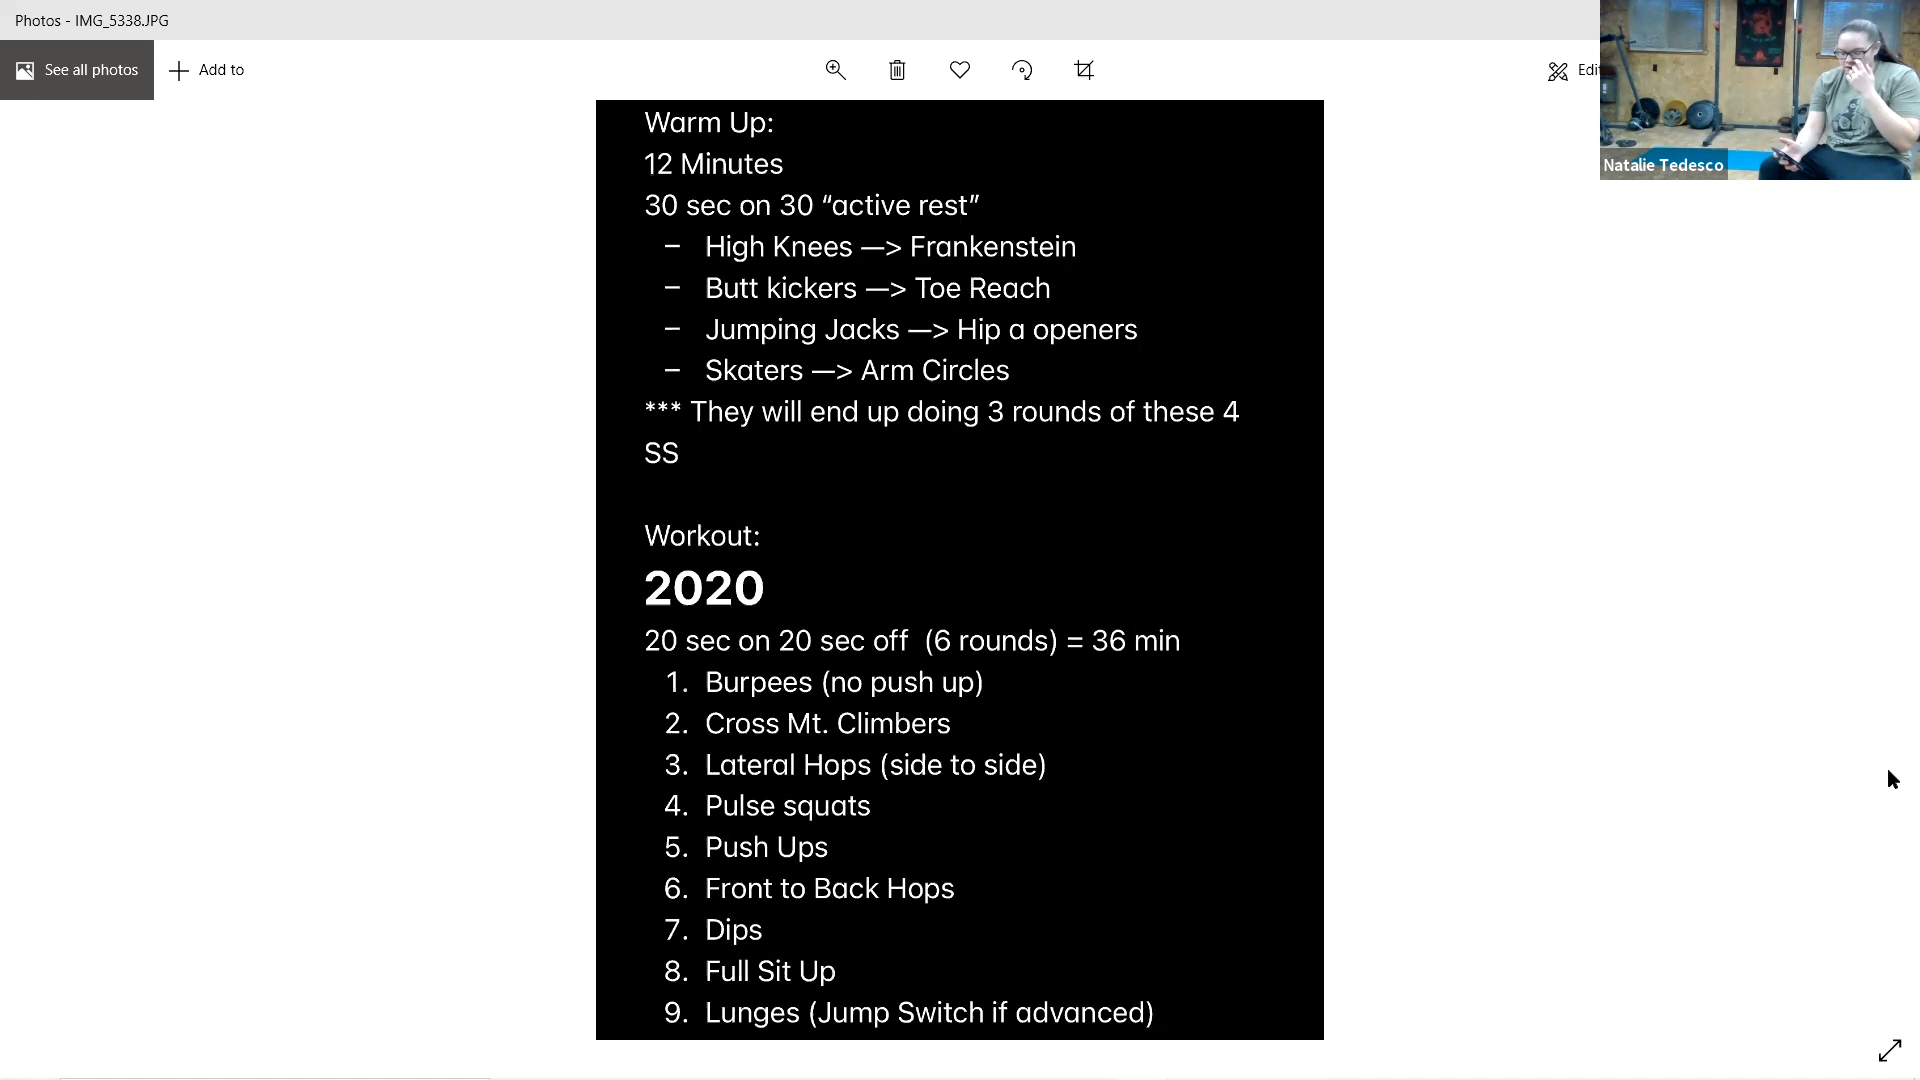 Photos - IMG_5338.JPG
See all photos
Add to
Edit
Natalie Tedesco
Warm Up:
12 Minutes
30 sec on 30 “active rest”
– High Knees —> Frankenstein
– Butt kickers —> Toe Reach
– Jumping Jacks —> Hip a openers
– Skaters —> Arm Circles
*** They will end up doing 3 rounds of these 4
SS
Workout:
2020
20 sec on 20 sec off (6 rounds) = 36 min
1. Burpees (no push up)
2. Cross Mt. Climbers
3. Lateral Hops (side to side)
4. Pulse squats
5. Push Ups
6. Front to Back Hops
7. Dips
8. Full Sit Up
9. Lunges (Jump Switch if advanced)